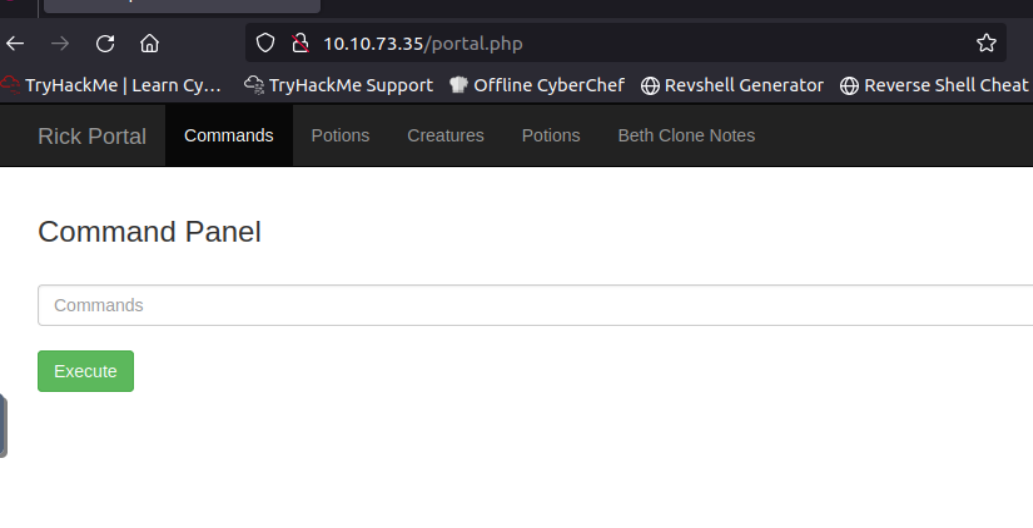 10.10.73.35/portal.php
TryHackMe | Learn Cy... TryHackMe Support Offline CyberChef Revshell Generator Reverse Shell Cheat
Rick Portal Commands Potions Creatures Potions Beth Clone Notes
Command Panel
Commands
Execute